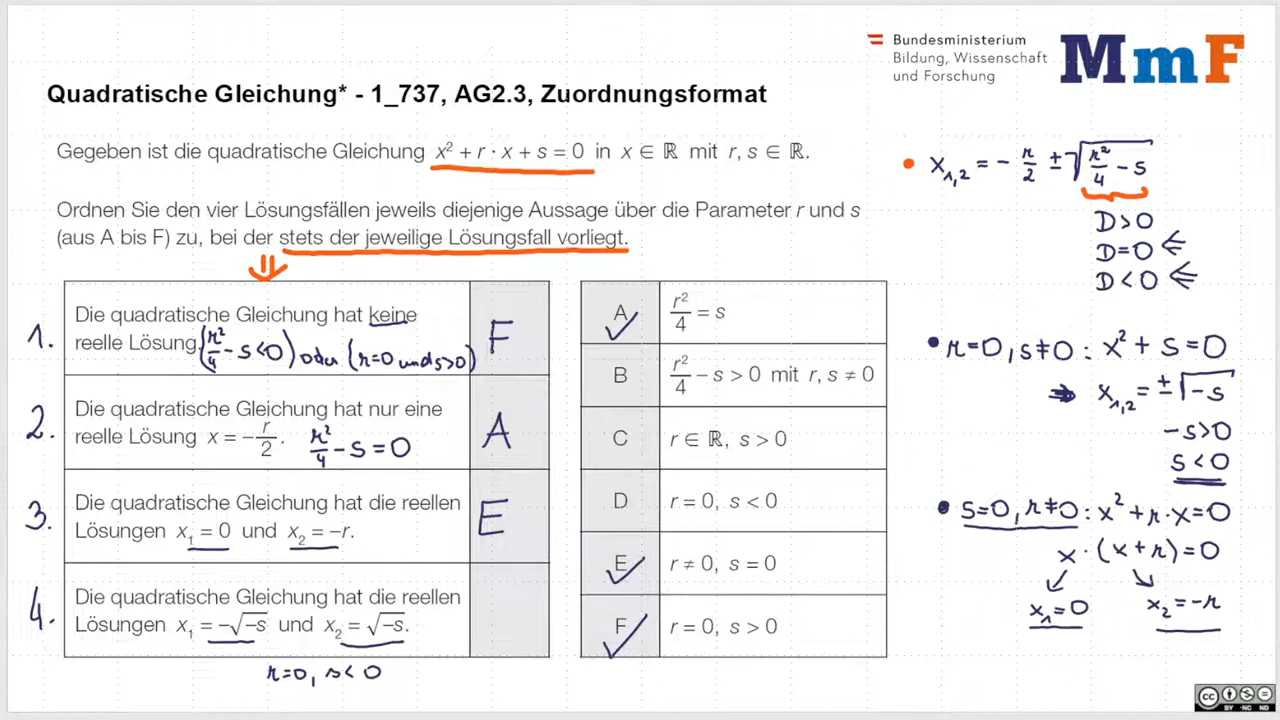 Bundesministerium
Bildung, Wissenschaft
und Forschung
MmF
Quadratische Gleichung* - 1_737, AG2.3, Zuordnungsformat
Gegeben ist die quadratische Gleichung x² + r · x + s = 0 in x ∈ ℝ mit r, s ∈ ℝ.
Ordnen Sie den vier Lösungsfällen jeweils diejenige Aussage über die Parameter r und s
(aus A bis F) zu, bei der stets der jeweilige Lösungsfall vorliegt.
1. Die quadratische Gleichung hat keine
reelle Lösung. (r²/4 - s < 0) oder (r=0 und s>0) F
2. Die quadratische Gleichung hat nur eine
reelle Lösung x = -r/2. r²/4 - s = 0 A
3. Die quadratische Gleichung hat die reellen
Lösungen x₁ = 0 und x₂ = -r. E
4. Die quadratische Gleichung hat die reellen
Lösungen x₁ = -√-s und x₂ = √-s.
r=0, s<0
A r²/4 = s
B r²/4 - s > 0 mit r, s ≠ 0
C r ∈ ℝ, s > 0
D r = 0, s < 0
E r ≠ 0, s = 0
F r = 0, s > 0
• x₁,₂ = - r/2 ± √(r²/4 - s)
D>0
D=0 ⇐
D<0 ⇐
• r=0, s≠0 : x² + s = 0
⇒ x₁,₂ = ±√-s
-s>0
s<0
• s=0, r≠0 : x² + r·x = 0
x · (x + r) = 0
x₁=0 x₂=-r
cc BY NC ND